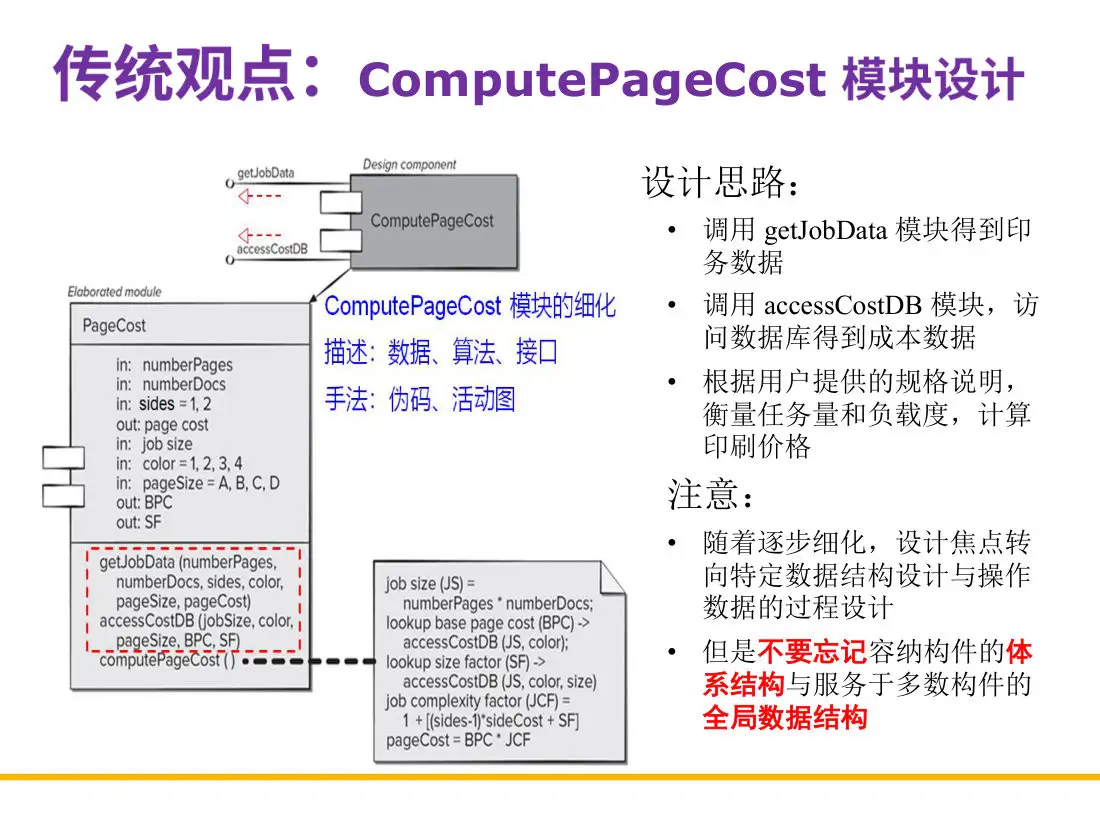 传统观点：ComputePageCost 模块设计
Design component
getJobData
ComputePageCost
accessCostDB
Elaborated module
PageCost
in: numberPages
in: numberDocs
in: sides = 1, 2
out: page cost
in: job size
in: color = 1, 2, 3, 4
in: pageSize = A, B, C, D
out: BPC
out: SF
getJobData (numberPages,
numberDocs, sides, color,
pageSize, pageCost)
accessCostDB (jobSize, color,
pageSize, BPC, SF)
computePageCost ( )
ComputePageCost 模块的细化
描述：数据、算法、接口
手法：伪码、活动图
job size (JS) =
numberPages * numberDocs;
lookup base page cost (BPC) ->
accessCostDB (JS, color);
lookup size factor (SF) ->
accessCostDB (JS, color, size)
job complexity factor (JCF) =
1 + [(sides-1)*sideCost + SF]
pageCost = BPC * JCF
设计思路：
• 调用 getJobData 模块得到印
务数据
• 调用 accessCostDB 模块，访
问数据库得到成本数据
• 根据用户提供的规格说明，
衡量任务量和负载度，计算
印刷价格
注意：
• 随着逐步细化，设计焦点转
向特定数据结构设计与操作
数据的过程设计
• 但是不要忘记容纳构件的体
系结构与服务于多数构件的
全局数据结构